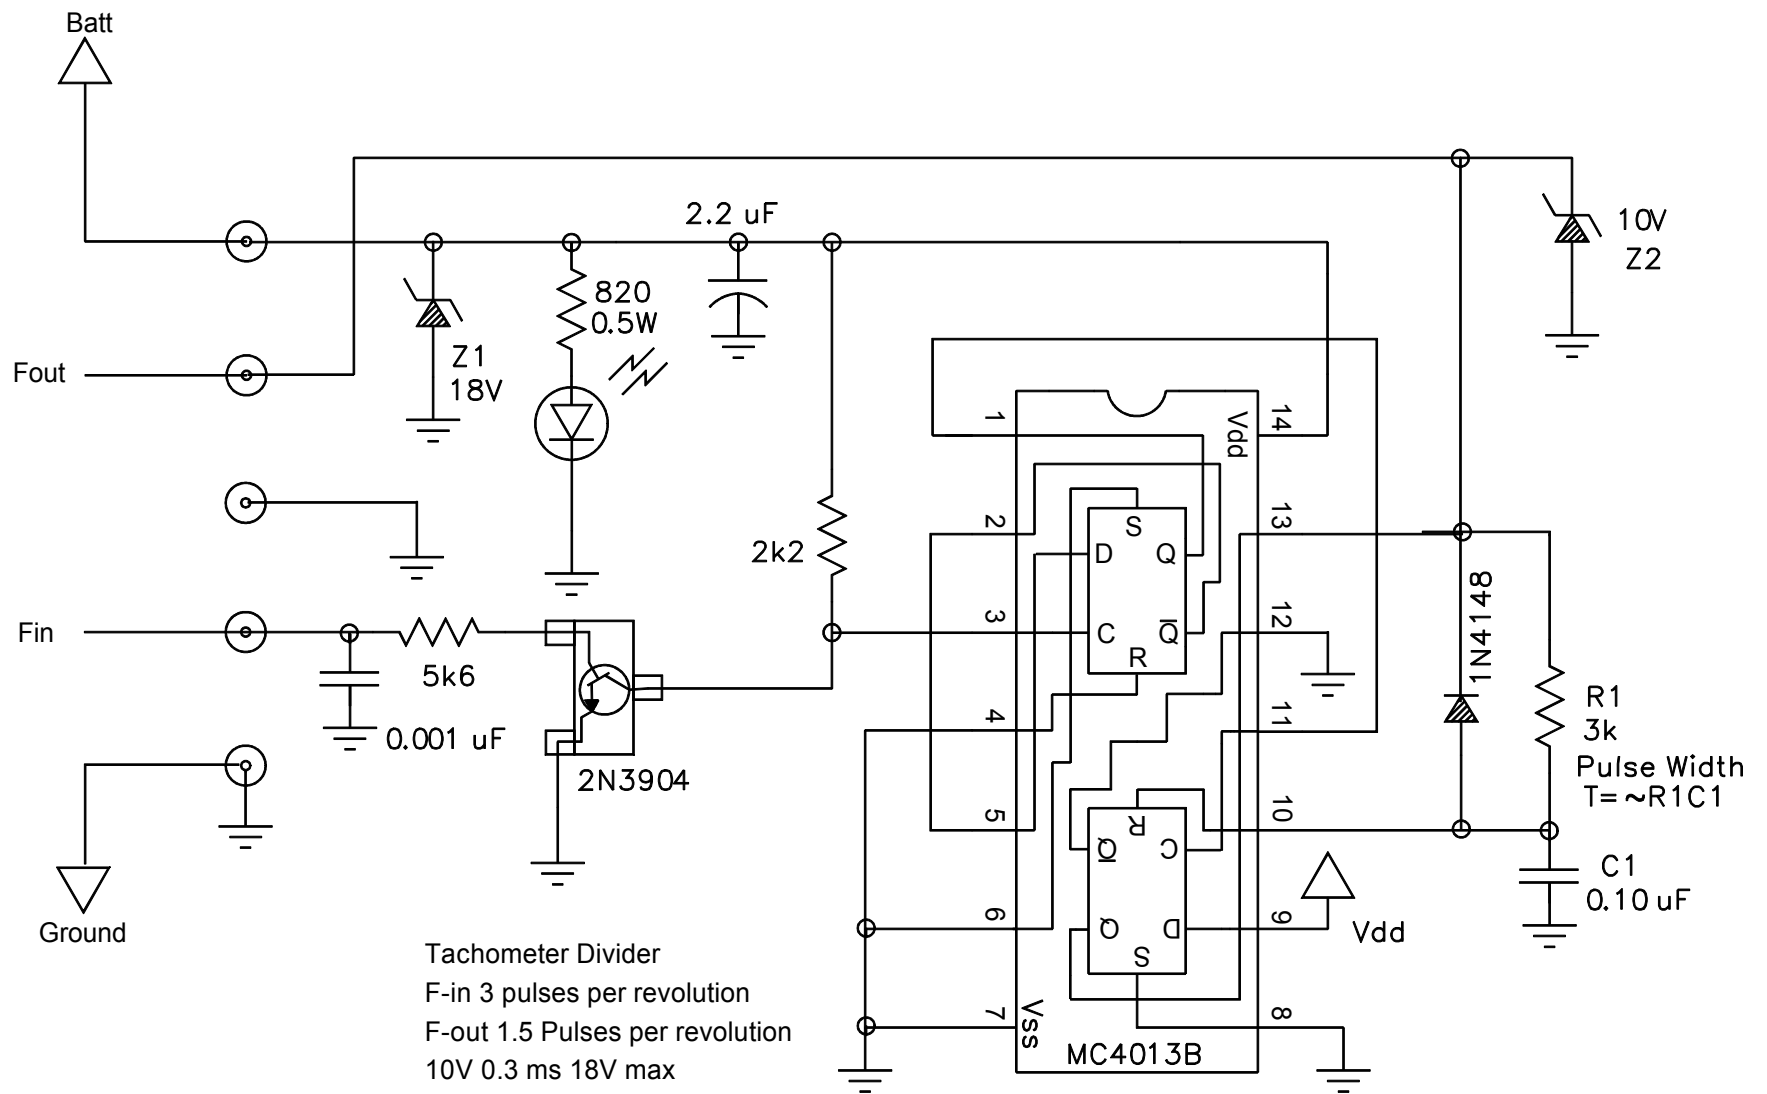 Batt
2.2 uF
10V
Z2
820
0.5W
Z1
18V
Fout
1
14
Vdd
2
13
S
D
Q
2k2
1N4148
3
12
C
Q
R
Fin
5k6
0.001 uF
4
11
R1
3k
Pulse Width
T=~R1C1
2N3904
5
10
R
Q
C
C1
0.10 uF
6
9
Q
D
Vdd
S
Ground
Tachometer Divider
F-in 3 pulses per revolution
F-out 1.5 Pulses per revolution
10V 0.3 ms 18V max
7
8
Vss
MC4013B